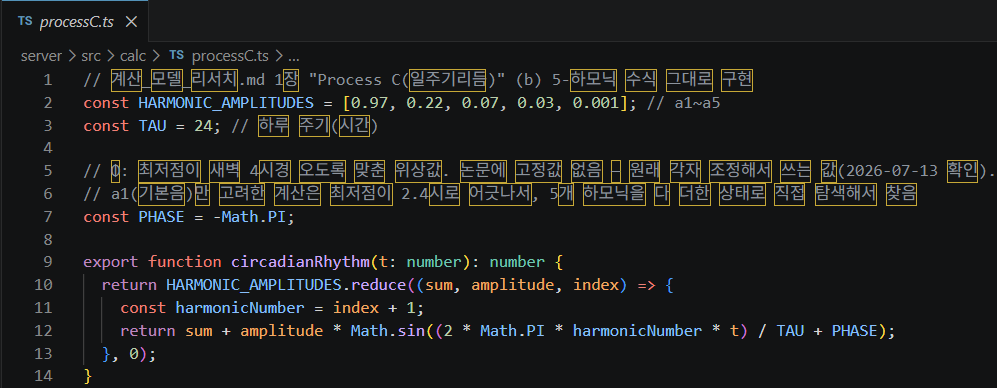 TS processC.ts ×
server > src > calc > TS processC.ts > ...
1 // 계산_모델_리서치.md 1장 "Process C(일주기리듬)" (b) 5-하모닉 수식 그대로 구현
2 const HARMONIC_AMPLITUDES = [0.97, 0.22, 0.07, 0.03, 0.001]; // a1~a5
3 const TAU = 24; // 하루 주기(시간)
4
5 // Φ: 최저점이 새벽 4시경 오도록 맞춘 위상값. 논문에 고정값 없음 — 원래 각자 조정해서 쓰는 값(2026-07-13 확인).
6 // a1(기본음)만 고려한 계산은 최저점이 2.4시로 어긋나서, 5개 하모닉을 다 더한 상태로 직접 탐색해서 찾음
7 const PHASE = -Math.PI;
8
9 export function circadianRhythm(t: number): number {
10 return HARMONIC_AMPLITUDES.reduce((sum, amplitude, index) => {
11 const harmonicNumber = index + 1;
12 return sum + amplitude * Math.sin((2 * Math.PI * harmonicNumber * t) / TAU + PHASE);
13 }, 0);
14 }